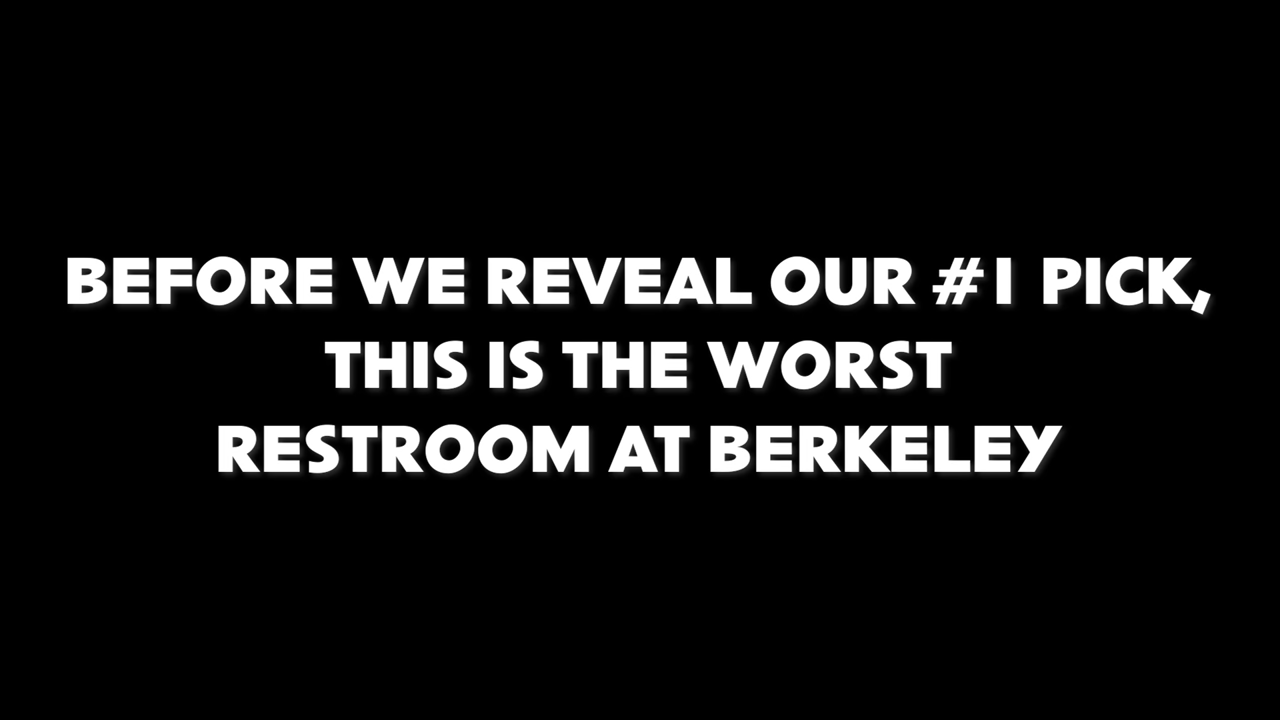 BEFORE WE REVEAL OUR #1 PICK,
THIS IS THE WORST
RESTROOM AT BERKELEY